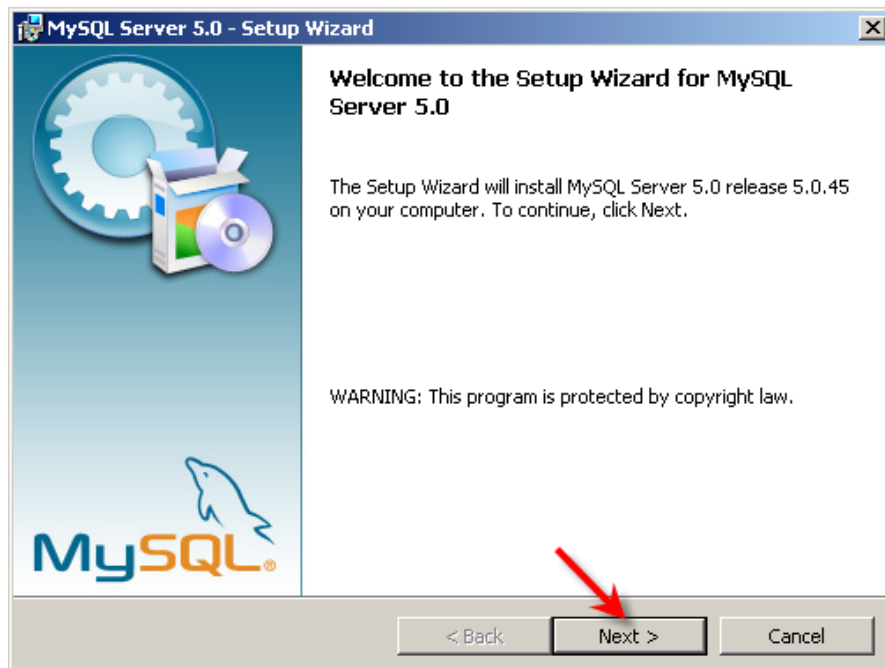 MySQL Server 5.0 - Setup Wizard
Welcome to the Setup Wizard for MySQL
Server 5.0
The Setup Wizard will install MySQL Server 5.0 release 5.0.45
on your computer. To continue, click Next.
WARNING: This program is protected by copyright law.
MySQL®
< Back
Next >
Cancel